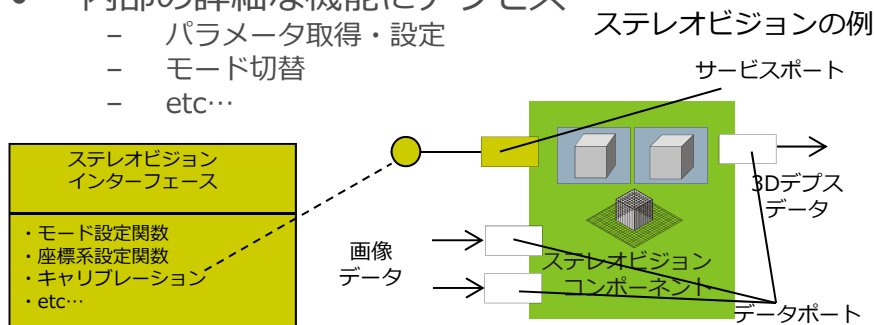 • 内部の詳細な機能にアクセス
– パラメータ取得・設定
– モード切替
– etc…
ステレオビジョンの例
サービスポート
ステレオビジョン
インターフェース
・モード設定関数
・座標系設定関数
・キャリブレーション
・etc…
画像
データ
3Dデプス
データ
ステレオビジョン
コンポーネント
データポート